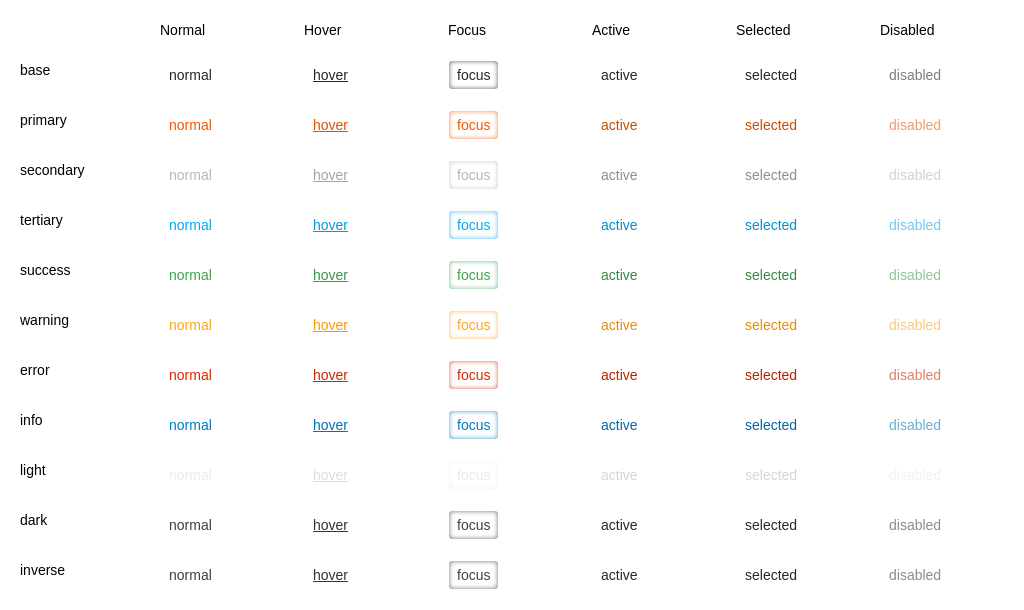 Normal Hover Focus Active Selected Disabled
base normal hover focus active selected disabled
primary normal hover focus active selected disabled
secondary normal hover focus active selected disabled
tertiary normal hover focus active selected disabled
success normal hover focus active selected disabled
warning normal hover focus active selected disabled
error normal hover focus active selected disabled
info normal hover focus active selected disabled
light normal hover focus active selected disabled
dark normal hover focus active selected disabled
inverse normal hover focus active selected disabled